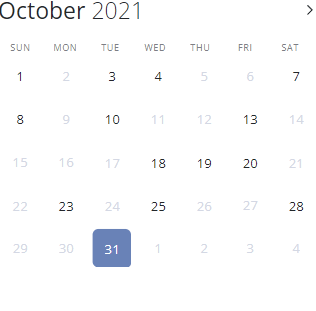 October 2021
SUN MON TUE WED THU FRI SAT
1 2 3 4 5 6 7
8 9 10 11 12 13 14
15 16 17 18 19 20 21
22 23 24 25 26 27 28
29 30 31 1 2 3 4